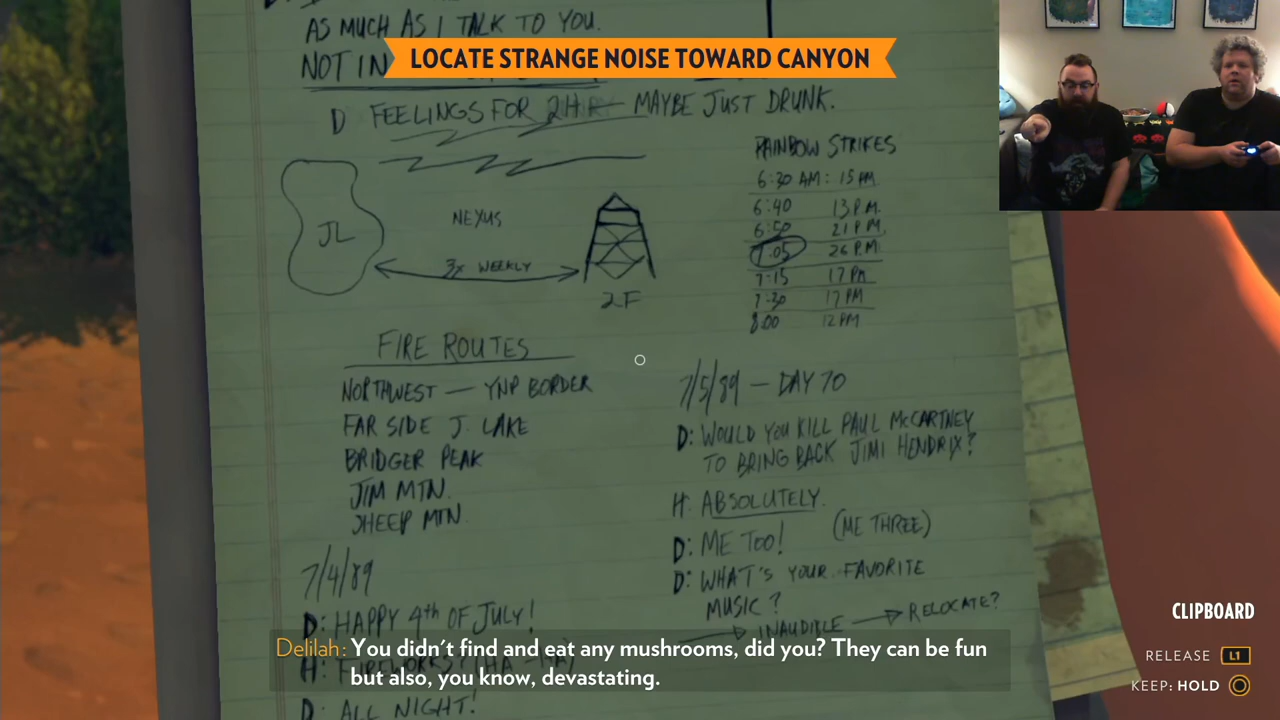 AS MUCH AS I TALK TO YOU.
NOT IN
LOCATE STRANGE NOISE TOWARD CANYON
D FEELINGS FOR 2HR MAYBE JUST DRUNK.
JL
NEXUS
3X WEEKLY
2F
RAINBOW STRIKES
6:30 AM: 15 PM
6:40 13 P.M.
6:50 21 P.M.
7:05 26 P.M.
7:15 17 PM
7:30 17 PM
8:00 12 PM
FIRE ROUTES
NORTHWEST — YNP BORDER
FAR SIDE J. LAKE
BRIDGER PEAK
JIM MTN.
SHEEP MTN.
7/4/89
D: HAPPY 4th OF JULY!
D: ALL NIGHT!
7/5/89 — DAY 70
D: WOULD YOU KILL PAUL McCARTNEY
TO BRING BACK JIMI HENDRIX?
H: ABSOLUTELY.
D: ME TOO! (ME THREE)
D: WHAT'S YOUR FAVORITE
MUSIC?
INAUDIBLE → RELOCATE?
Delilah: You didn't find and eat any mushrooms, did you? They can be fun
but also, you know, devastating.
CLIPBOARD
RELEASE L1
KEEP: HOLD